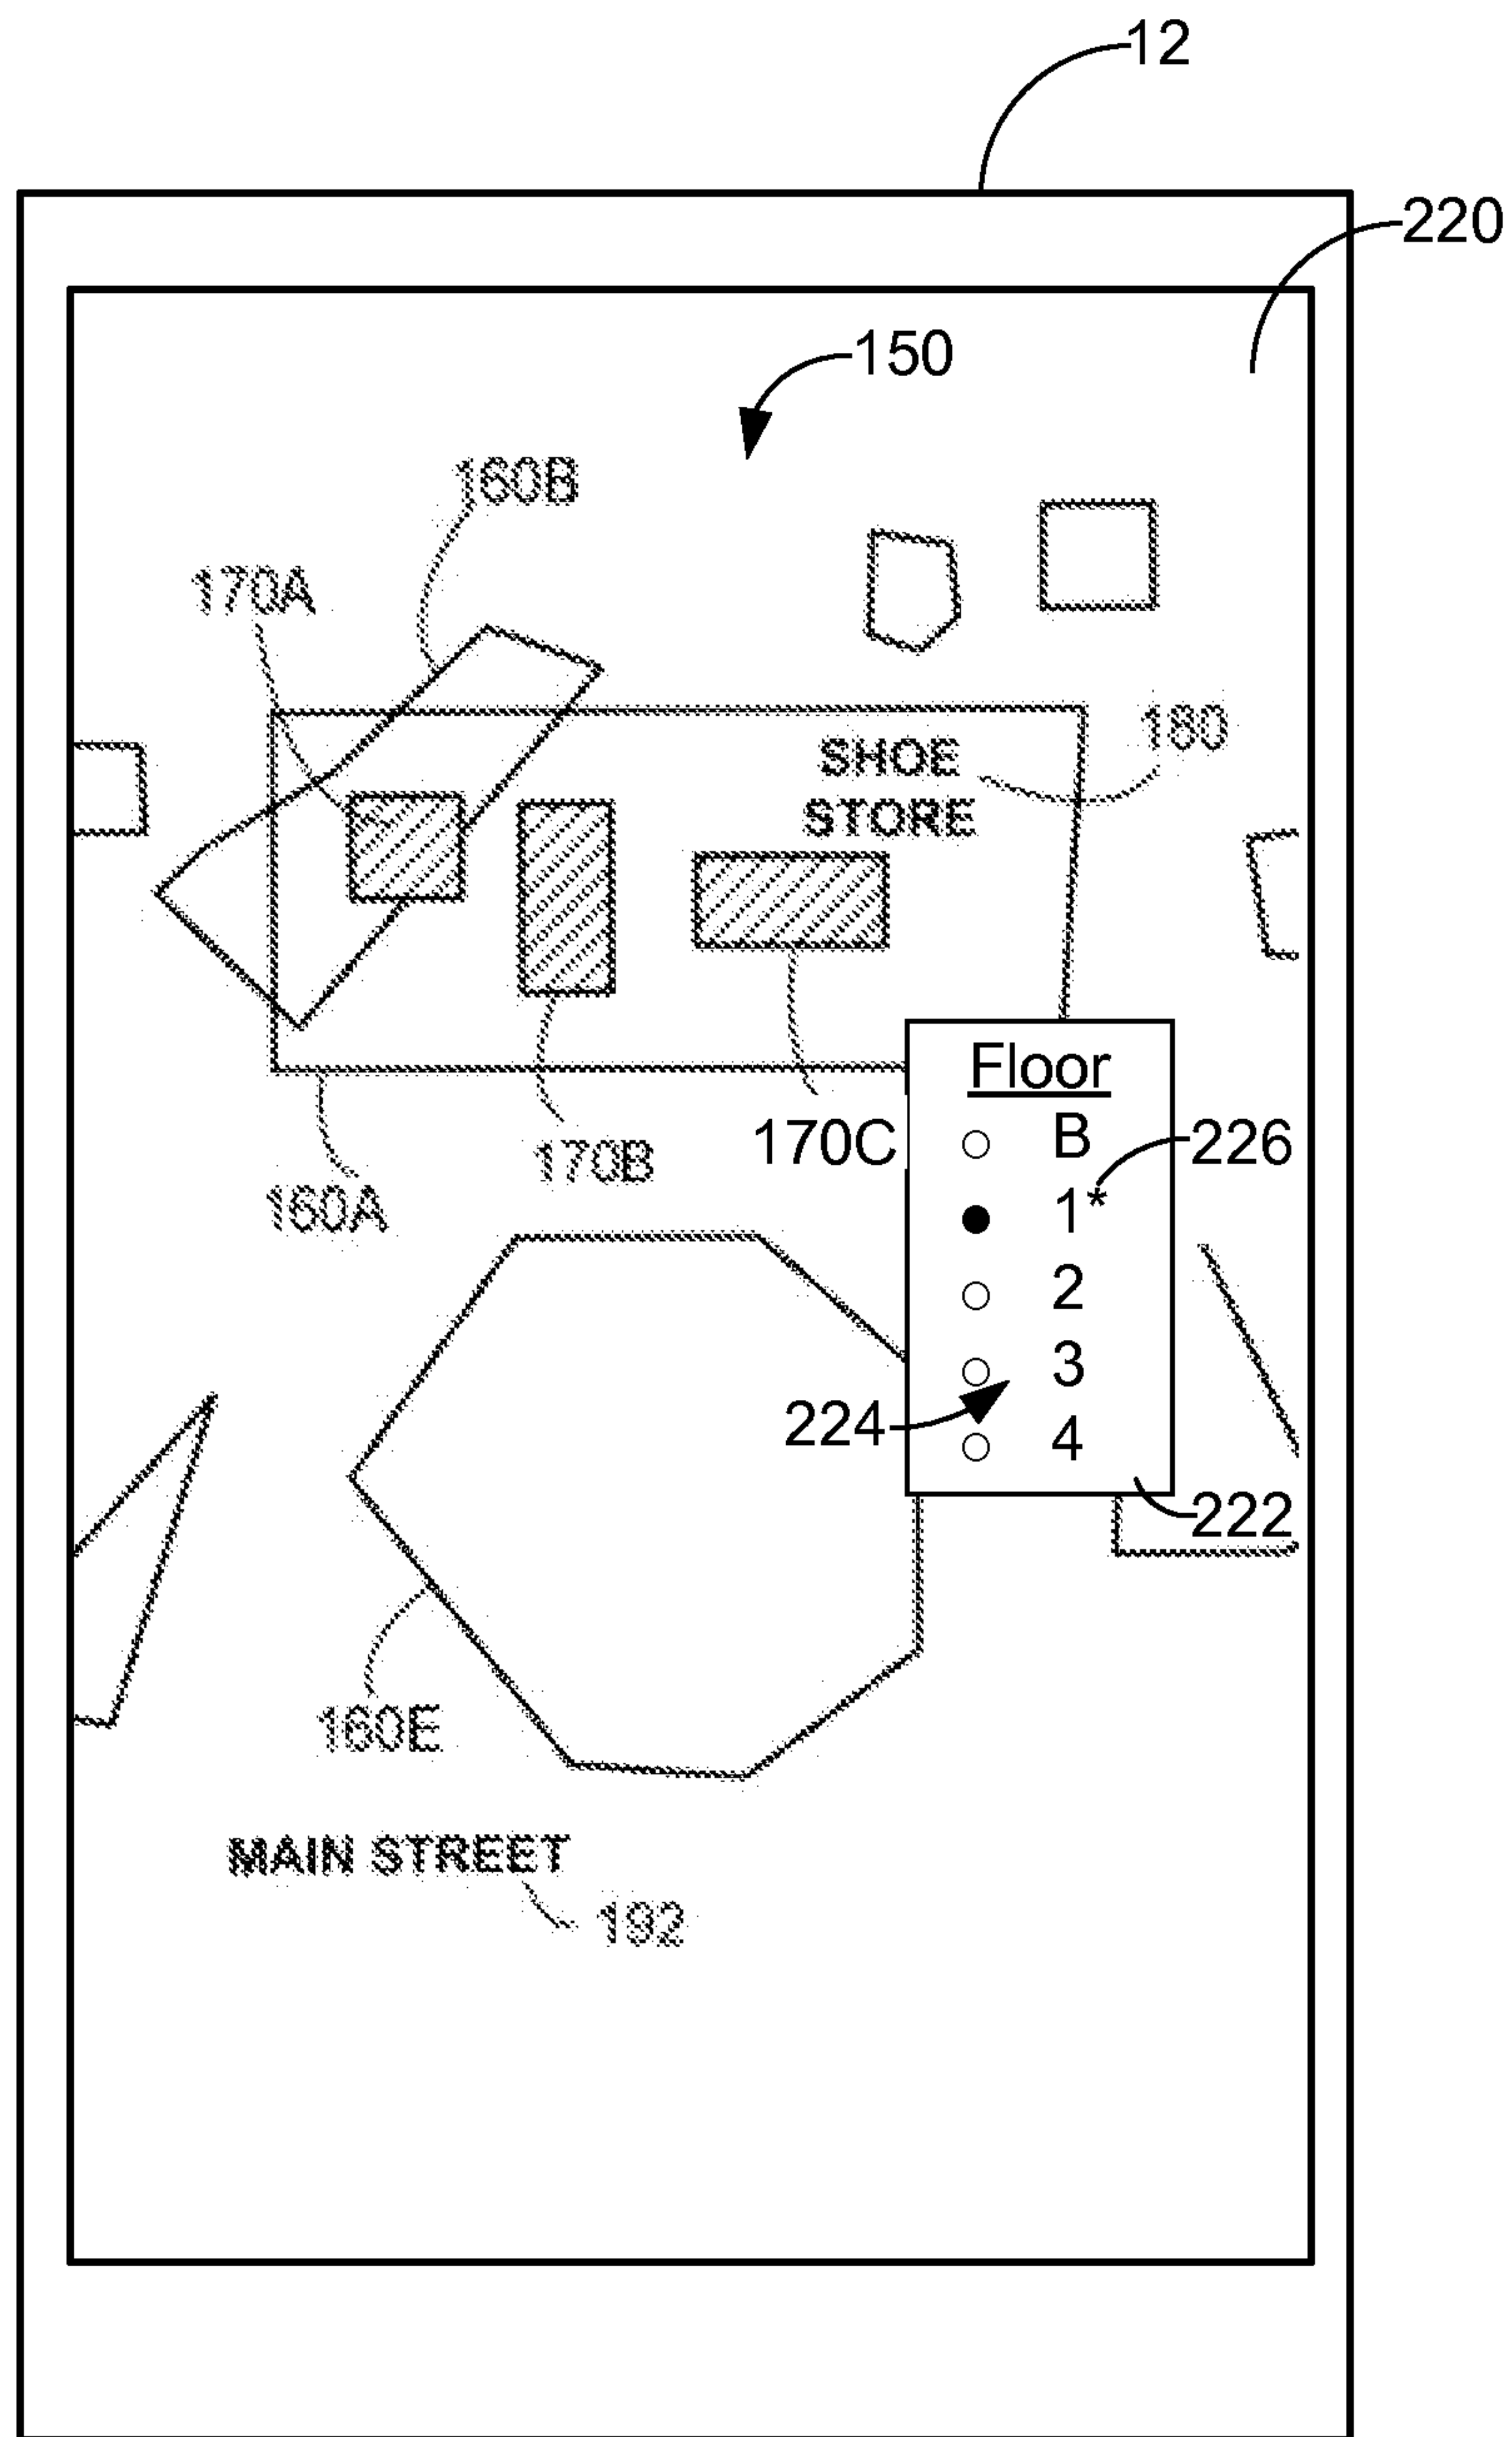 12
220
150
160B
170A
180
SHOE
STORE
Floor
B
170C
226
170B
1*
160A
2
3
224
4
222
160E
MAIN STREET
192